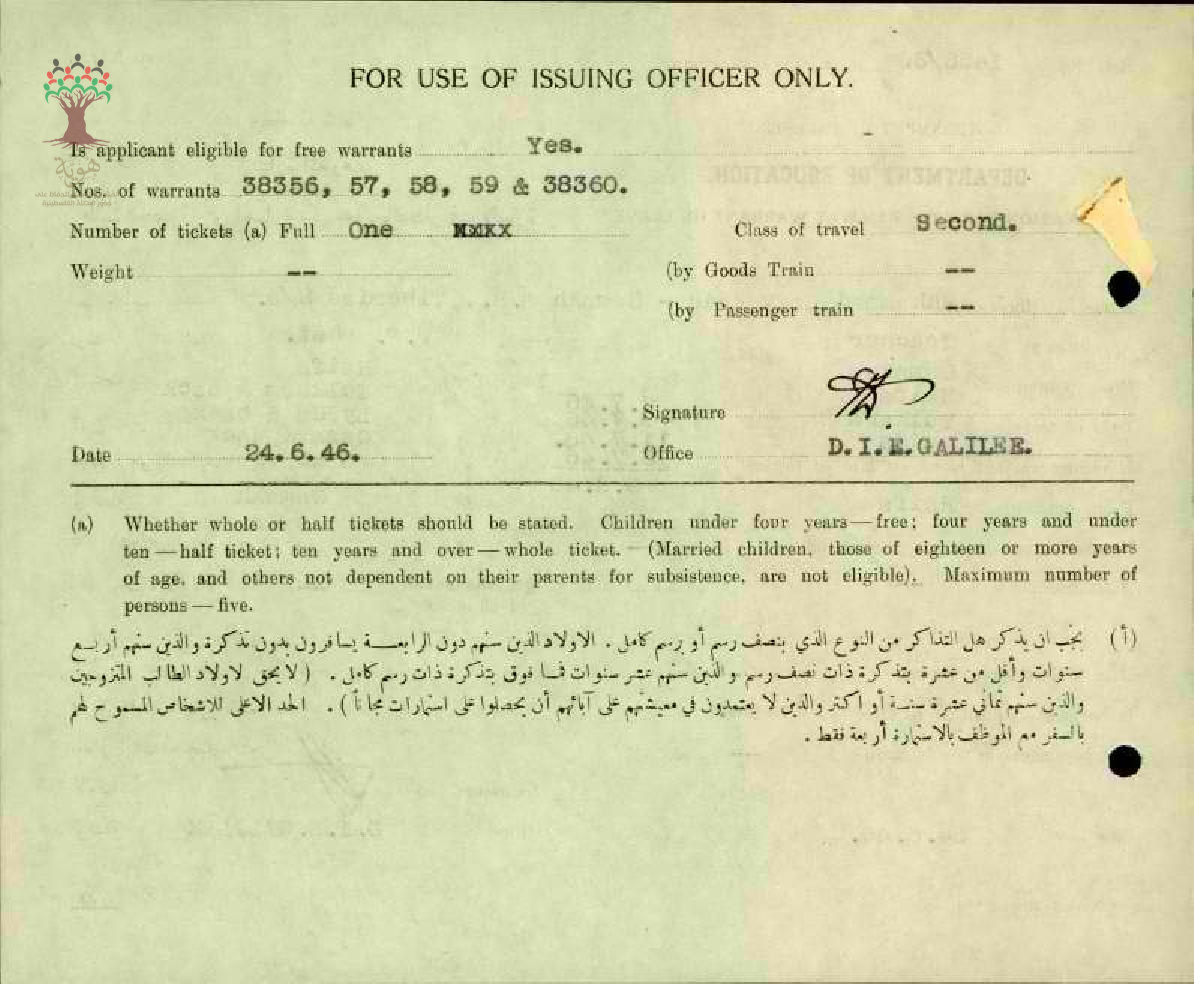 FOR USE OF ISSUING OFFICER ONLY.
Is applicant eligible for free warrants Yes.
Nos. of warrants 38356, 57, 58, 59 & 38360.
Number of tickets (a) Full One Class of travel Second.
Weight -- (by Goods Train --
(by Passenger train --
Signature
Date 24.6.46. Office D.I.E.GALILEE.
(a) Whether whole or half tickets should be stated. Children under four years—free; four years and under
ten—half ticket; ten years and over—whole ticket. (Married children, those of eighteen or more years
of age, and others not dependent on their parents for subsistence, are not eligible). Maximum number of
persons—five.
(أ) يجب ان يذكر هل التذاكر من النوع الذي بنصف رسم أو برسم كامل. الاولاد الذين سنهم دون الرابعة يسافرون بدون تذكرة والذين سنهم أربع
سنوات وأقل من عشرة بتذكرة ذات نصف رسم والذين سنهم عشر سنوات فما فوق بتذكرة ذات رسم كامل. (لا يحق لاولاد الطالب المتزوجين
والذين سنهم ثماني عشرة سنة أو اكثر والذين لا يعتمدون في معيشتهم على آبائهم أن يحصلوا على استمارات مجاناً). الحد الاعلى للاشخاص المسموح لهم
بالسفر مع الموظف بالاستمارة أربعة فقط.
هوية